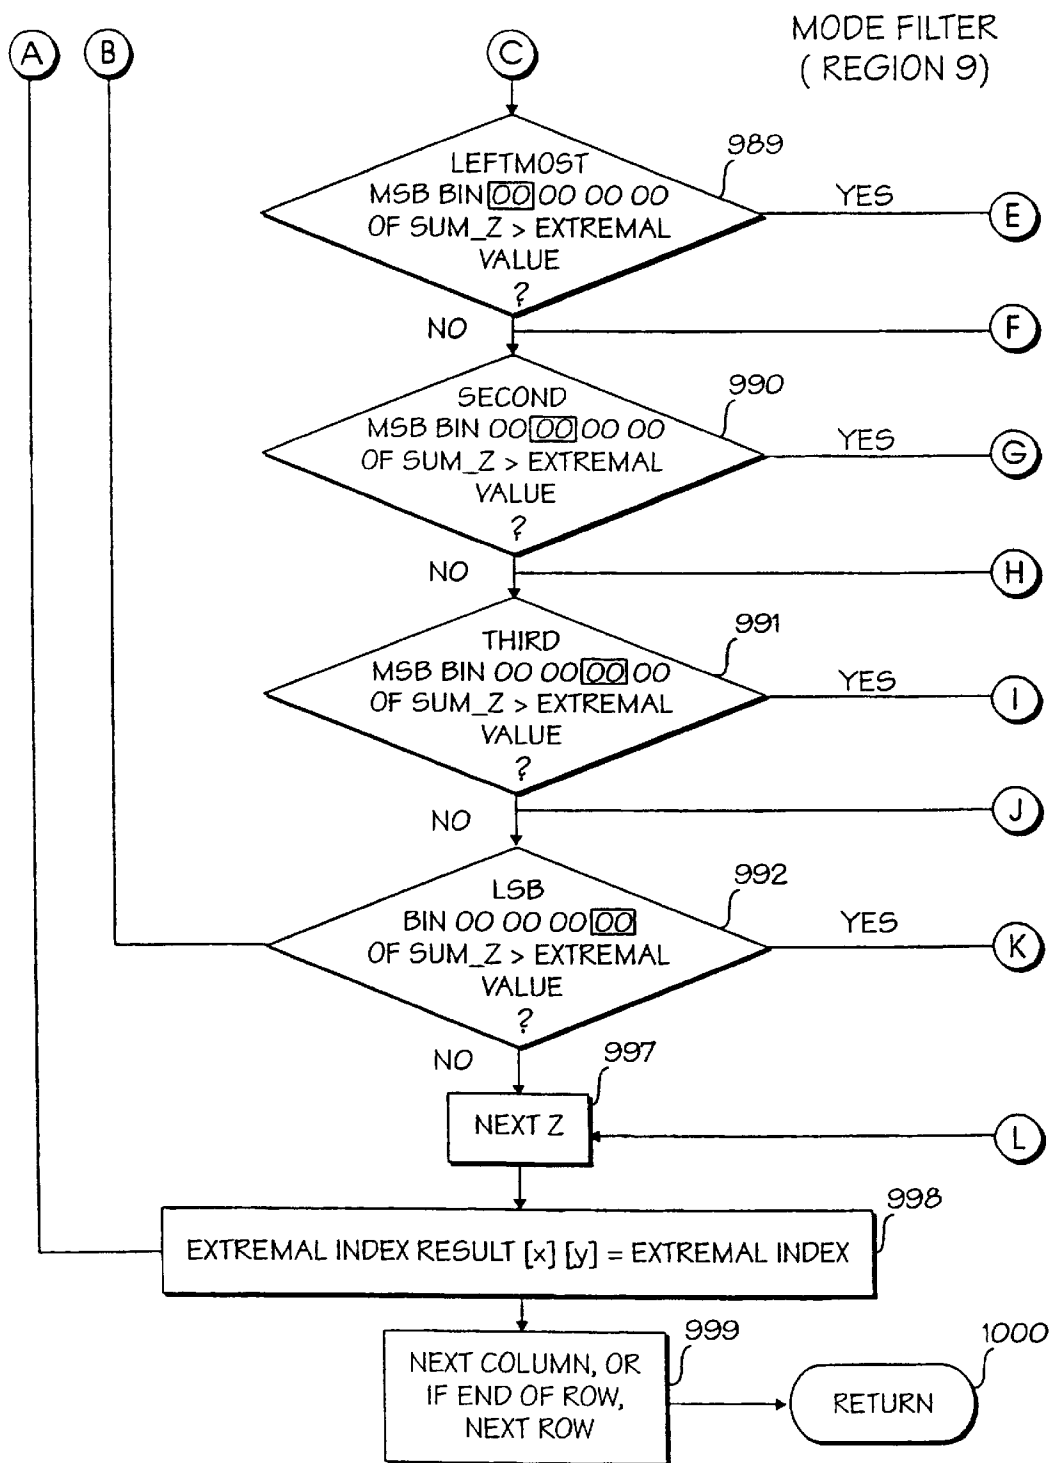 MODE FILTER
( REGION 9)
A
B
C
989
LEFTMOST
MSB BIN 00 00 00 00
OF SUM_Z > EXTREMAL
VALUE
?
YES
E
NO
F
990
SECOND
MSB BIN 00 00 00 00
OF SUM_Z > EXTREMAL
VALUE
?
YES
G
NO
H
991
THIRD
MSB BIN 00 00 00 00
OF SUM_Z > EXTREMAL
VALUE
?
YES
I
NO
J
992
LSB
BIN 00 00 00 00
OF SUM_Z > EXTREMAL
VALUE
?
YES
K
NO
997
NEXT Z
L
998
EXTREMAL INDEX RESULT [x] [y] = EXTREMAL INDEX
999
NEXT COLUMN, OR
IF END OF ROW,
NEXT ROW
1000
RETURN